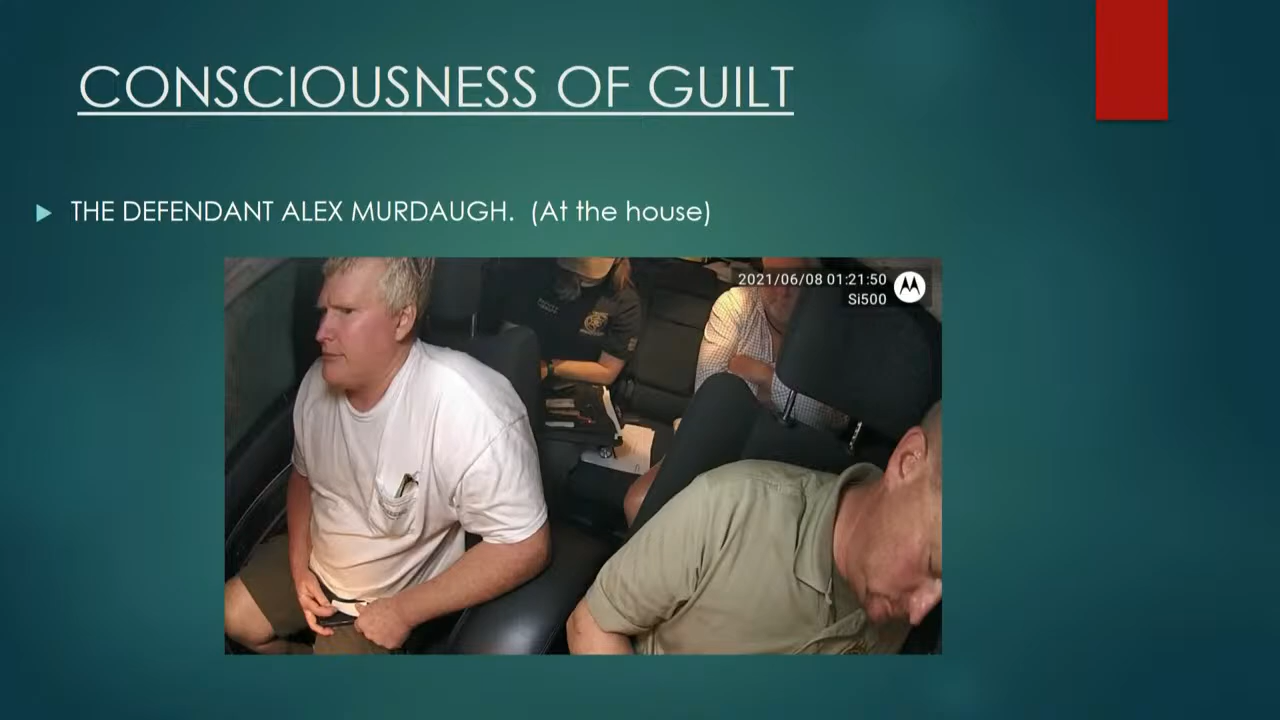 CONSCIOUSNESS OF GUILT
THE DEFENDANT ALEX MURDAUGH.  (At the house)
2021/06/08 01:21:50
Si500